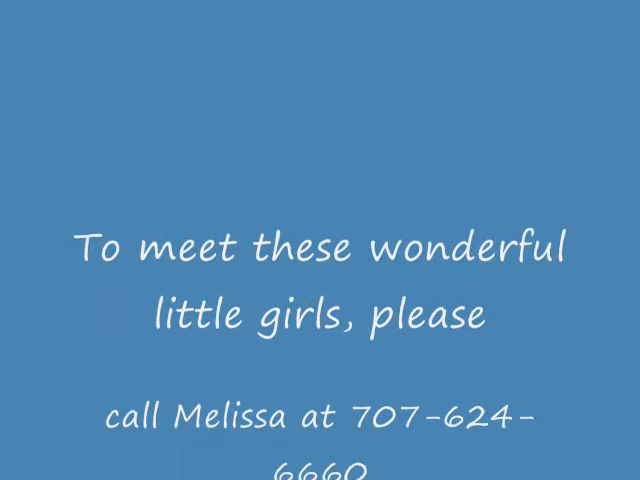 To meet these wonderful
little girls, please
call Melissa at 707-624-
6660